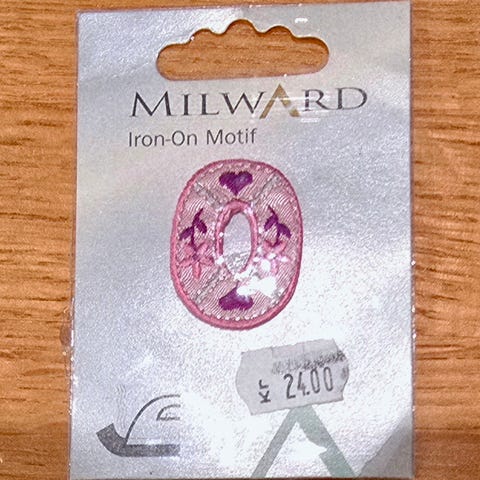 MILWARD
Iron-On Motif
O
kr 24.00